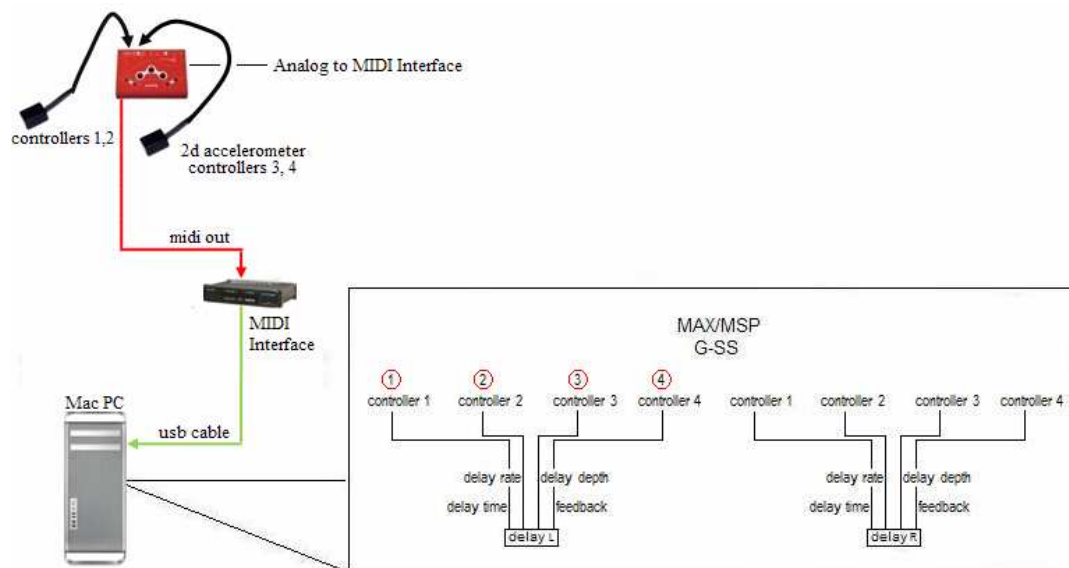 Analog to MIDI Interface
controllers 1,2
2d accelerometer
controllers 3, 4
midi out
MIDI
Interface
Mac PC
usb cable
MAX/MSP
G-SS
1 2 3 4
controller 1 controller 2 controller 3 controller 4 controller 1 controller 2 controller 3 controller 4
delay rate delay depth delay rate delay depth
delay time feedback delay time feedback
delay L delay R